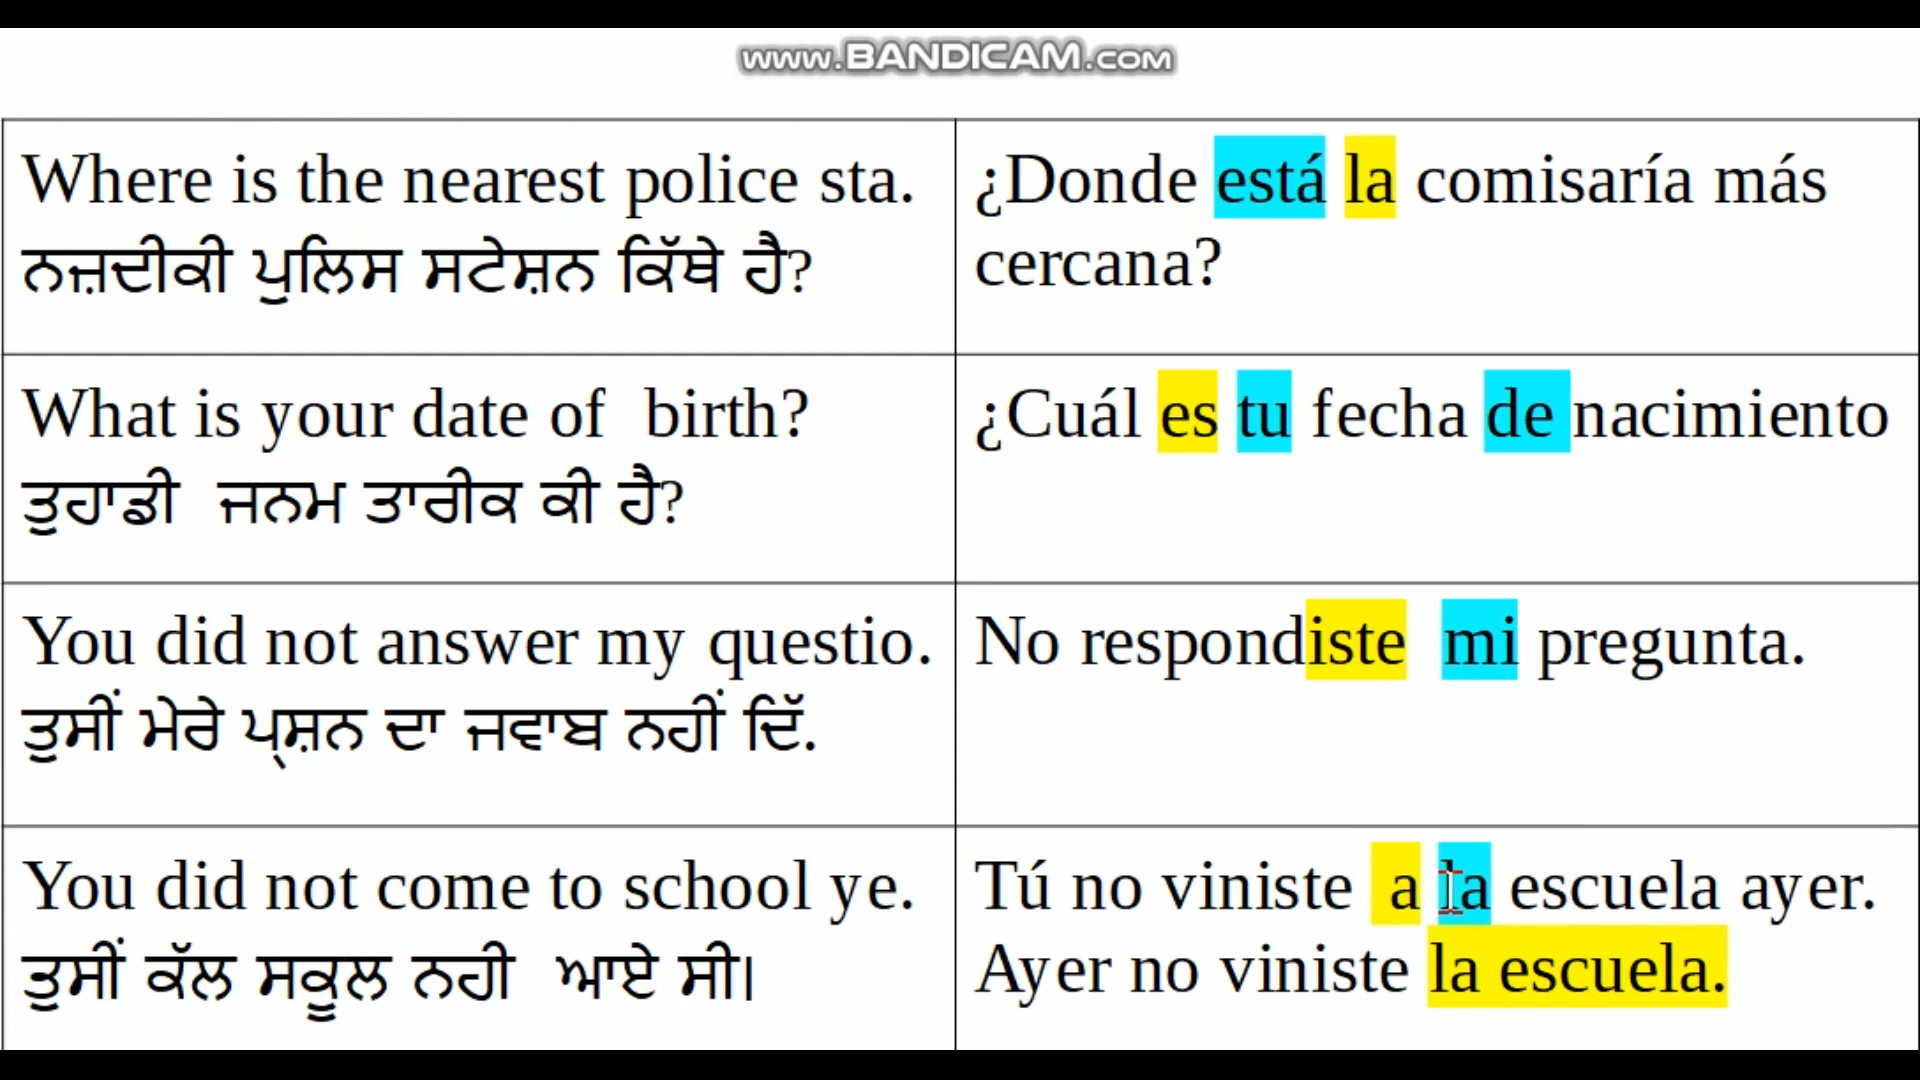 www.BANDICAM.com
Where is the nearest police sta.
ਨਜ਼ਦੀਕੀ ਪੁਲਿਸ ਸਟੇਸ਼ਨ ਕਿੱਥੇ ਹੈ?
¿Donde está la comisaría más
cercana?
What is your date of birth?
ਤੁਹਾਡੀ ਜਨਮ ਤਾਰੀਕ ਕੀ ਹੈ?
¿Cuál es tu fecha de nacimiento
You did not answer my questio.
ਤੁਸੀਂ ਮੇਰੇ ਪ੍ਸ਼ਨ ਦਾ ਜਵਾਬ ਨਹੀਂ ਦਿੱ.
No respondiste mi pregunta.
You did not come to school ye.
ਤੁਸੀਂ ਕੱਲ ਸਕੂਲ ਨਹੀ ਆਏ ਸੀ।
Tú no viniste a la escuela ayer.
Ayer no viniste la escuela.